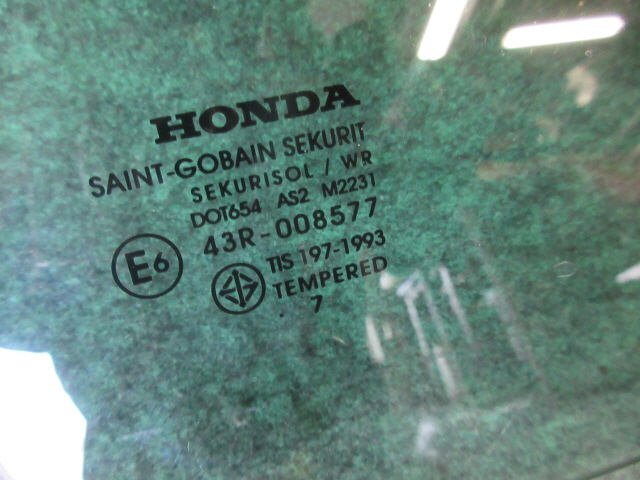 HONDA
SAINT-GOBAIN SEKURIT
SEKURISOL / WR
DOT654 AS2 M2231
43R-008577
E6
TIS 197-1993
TEMPERED
7